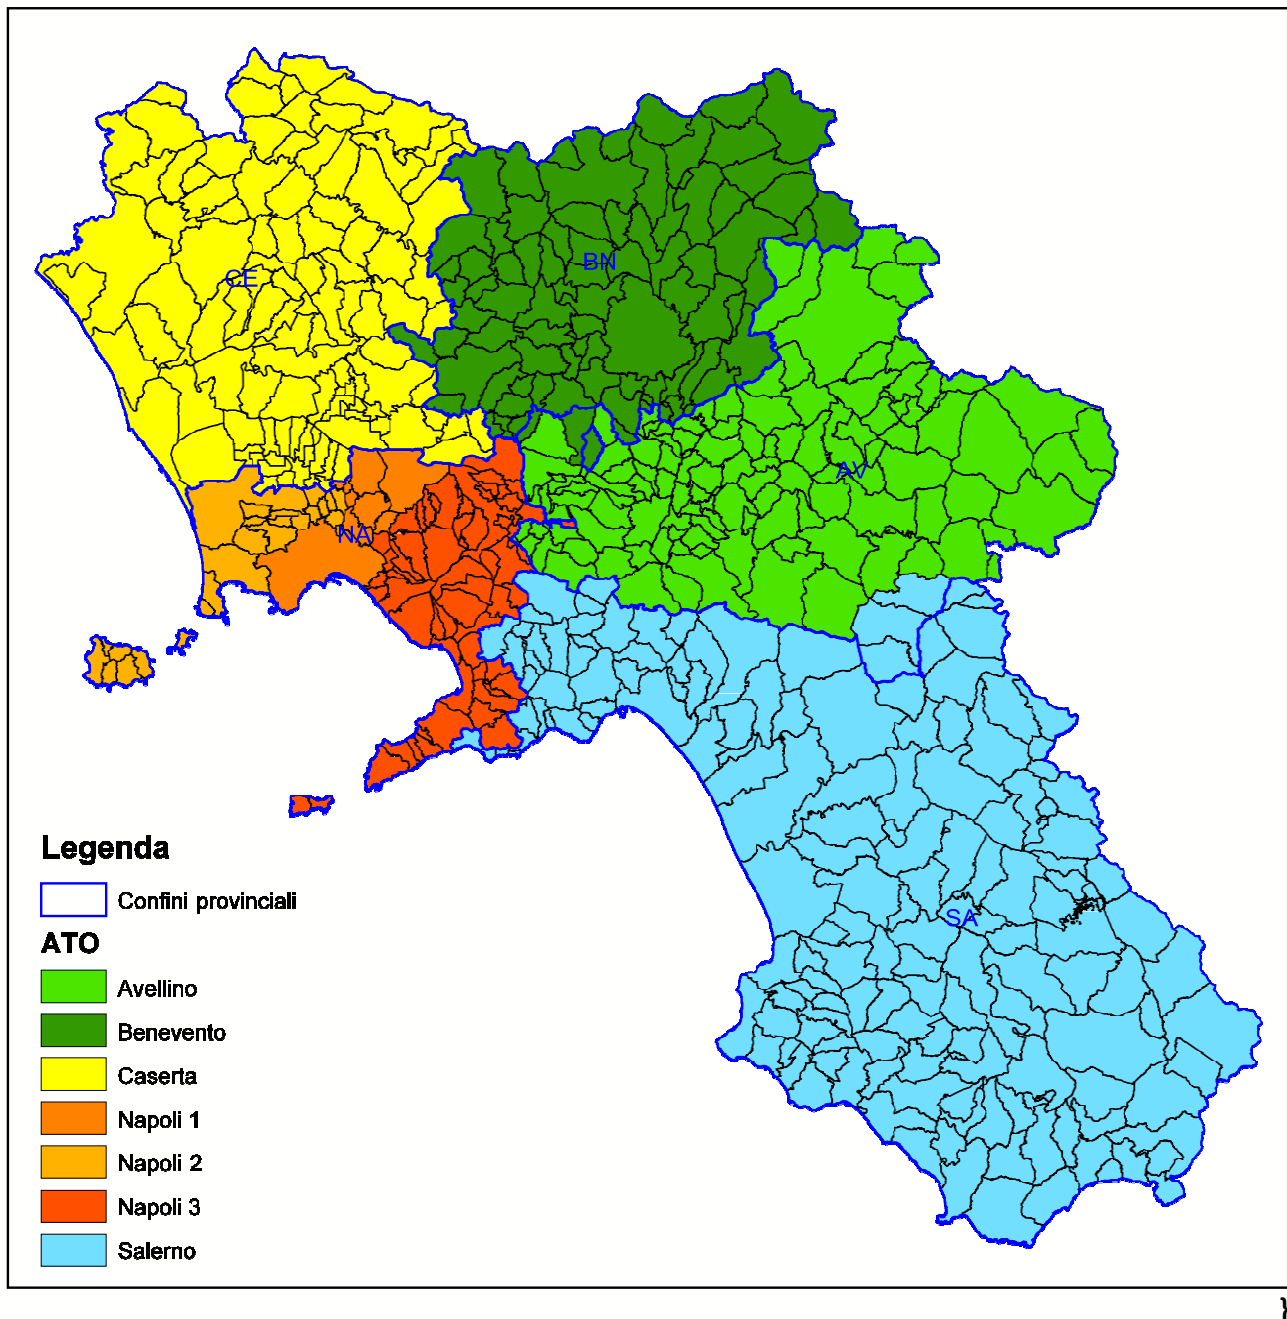 BN
CE
AV
NA
SA
Legenda
Confini provinciali
ATO
Avellino
Benevento
Caserta
Napoli 1
Napoli 2
Napoli 3
Salerno